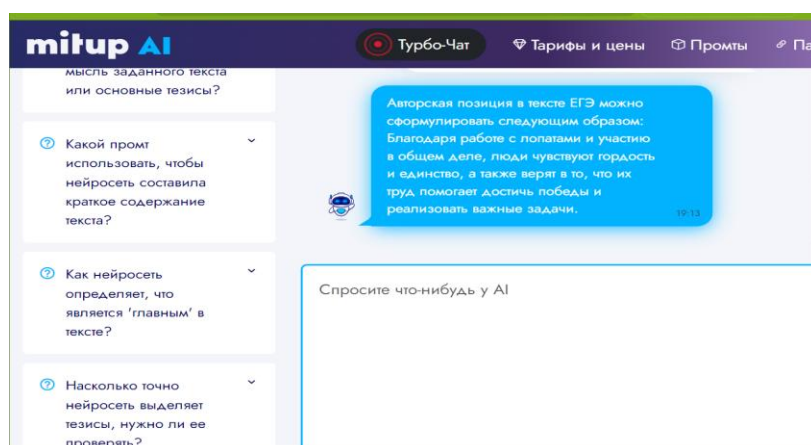 mitup AI
Турбо-Чат
Тарифы и цены
Промты
Па
мысль заданного текста
или основные тезисы?
Какой промт
использовать, чтобы
нейросеть составила
краткое содержание
текста?
Как нейросеть
определяет, что
является 'главным' в
тексте?
Насколько точно
нейросеть выделяет
тезисы, нужно ли ее
проверять?
Авторская позиция в тексте ЕГЭ можно
сформулировать следующим образом:
Благодаря работе с лопатами и участию
в общем деле, люди чувствуют гордость
и единство, а также верят в то, что их
труд помогает достичь победы и
реализовать важные задачи.
19:13
Спросите что-нибудь у AI